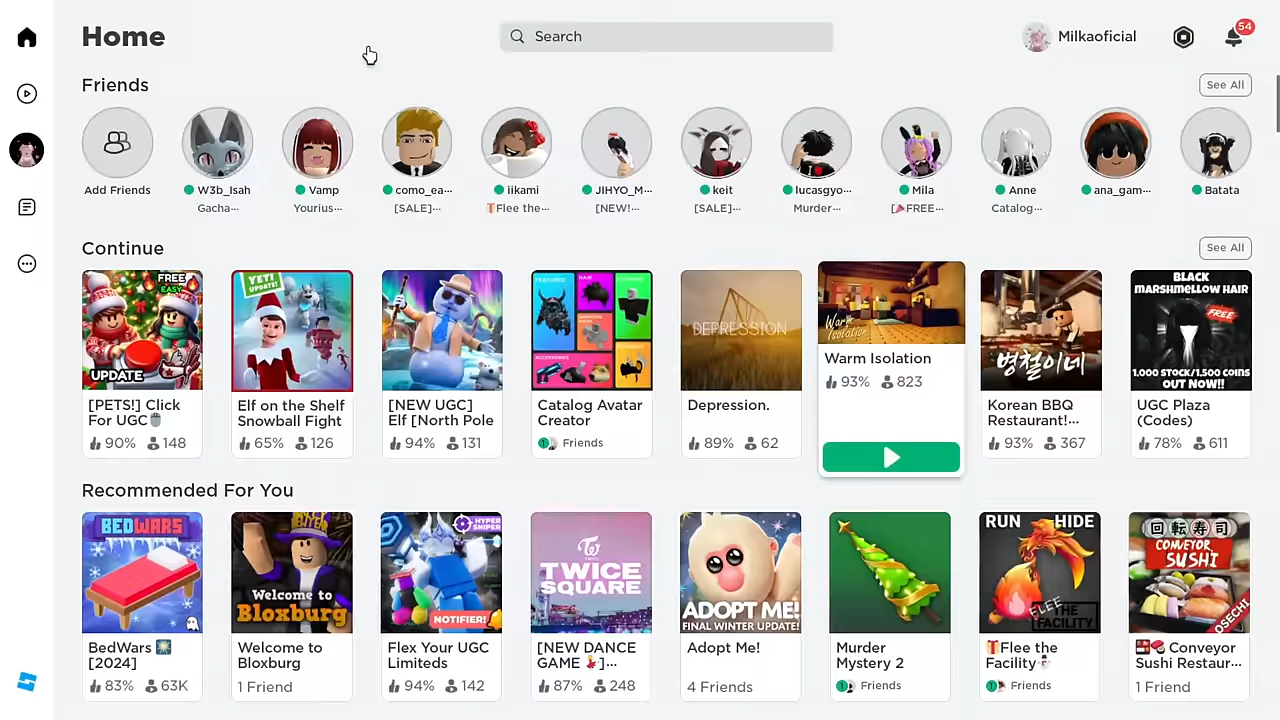 Home
Search
Milkaoficial
54
Friends
See All
Add Friends
W3b_Isah
Gacha...
Vamp
Yourius...
como_ea...
[SALE]...
iikami
🎁Flee the...
JIHYO_M...
[NEW!...
keit
[SALE]...
lucasgyo...
Murder...
Mila
[🎉FREE...
Anne
Catalog...
ana_gam...
Batata
Continue
See All
FREE
EASY
UPDATE
[PETS!] Click
For UGC🖱️
90% 148
YETI
UPDATE!
Elf on the Shelf
Snowball Fight
65% 126
[NEW UGC]
Elf [North Pole
94% 131
FEATURED
HAIR
ACCESSORIES
Catalog Avatar
Creator
Friends
DEPRESSION
Depression.
89% 62
Warm
Isolation
Warm Isolation
93% 823
병철이네
Korean BBQ
Restaurant!...
93% 367
BLACK
MARSHMELLOW HAIR
FREE
1,000 STOCK/1,500 COINS
OUT NOW!!
UGC Plaza
(Codes)
78% 611
Recommended For You
BEDWARS
BedWars 🎆
[2024]
83% 63K
Welcome to
Bloxburg
Welcome to
Bloxburg
1 Friend
HYPER
SNIPER
NOTIFIER!
Flex Your UGC
Limiteds
94% 142
TWICE
SQUARE
[NEW DANCE
GAME 💃]...
87% 248
ADOPT ME!
FINAL WINTER UPDATE!
Adopt Me!
4 Friends
Murder
Mystery 2
Friends
RUN HIDE
FLEE
THE
FACILITY
🎁Flee the
Facility⛄
Friends
回転寿司
CONVEYOR
SUSHI
OSECHI
🎍🍣 Conveyor
Sushi Restaur...
1 Friend